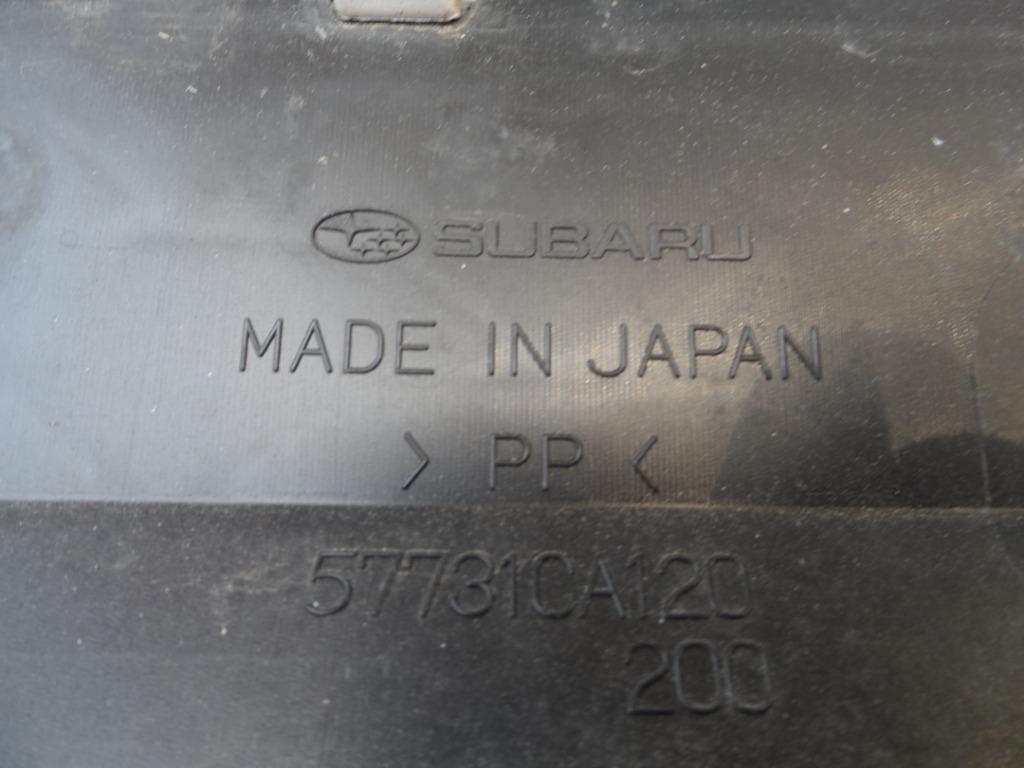 SUBARU
MADE IN JAPAN
> PP <
57731CA120
200